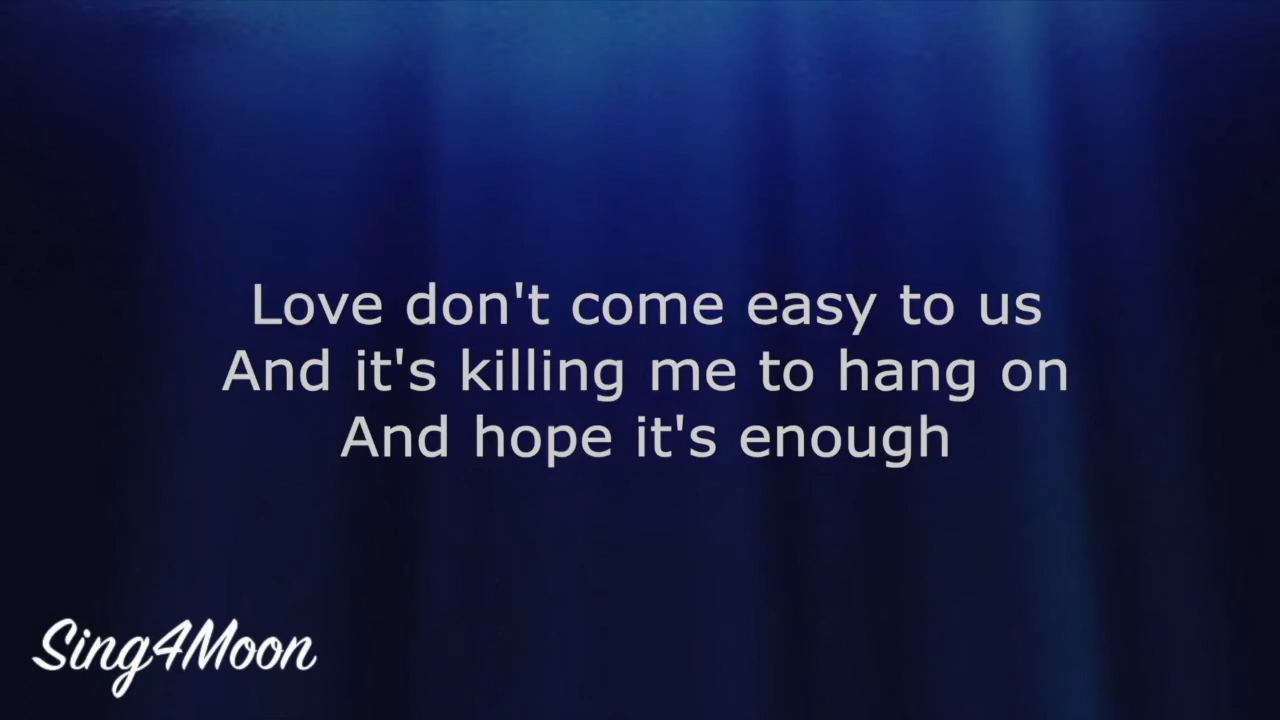 Love don't come easy to us
And it's killing me to hang on
And hope it's enough
Sing4Moon